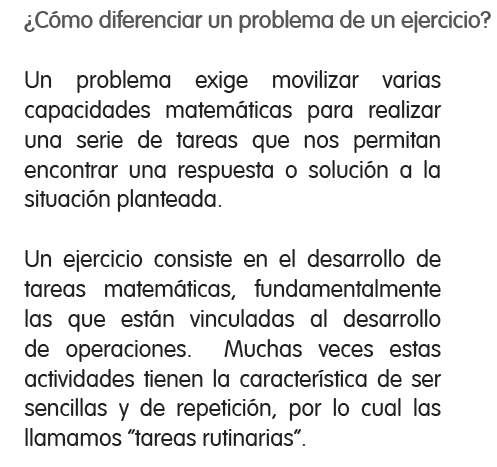 ¿Cómo diferenciar un problema de un ejercicio?
Un problema exige movilizar varias
capacidades matemáticas para realizar
una serie de tareas que nos permitan
encontrar una respuesta o solución a la
situación planteada.
Un ejercicio consiste en el desarrollo de
tareas matemáticas, fundamentalmente
las que están vinculadas al desarrollo
de operaciones. Muchas veces estas
actividades tienen la característica de ser
sencillas y de repetición, por lo cual las
llamamos "tareas rutinarias".